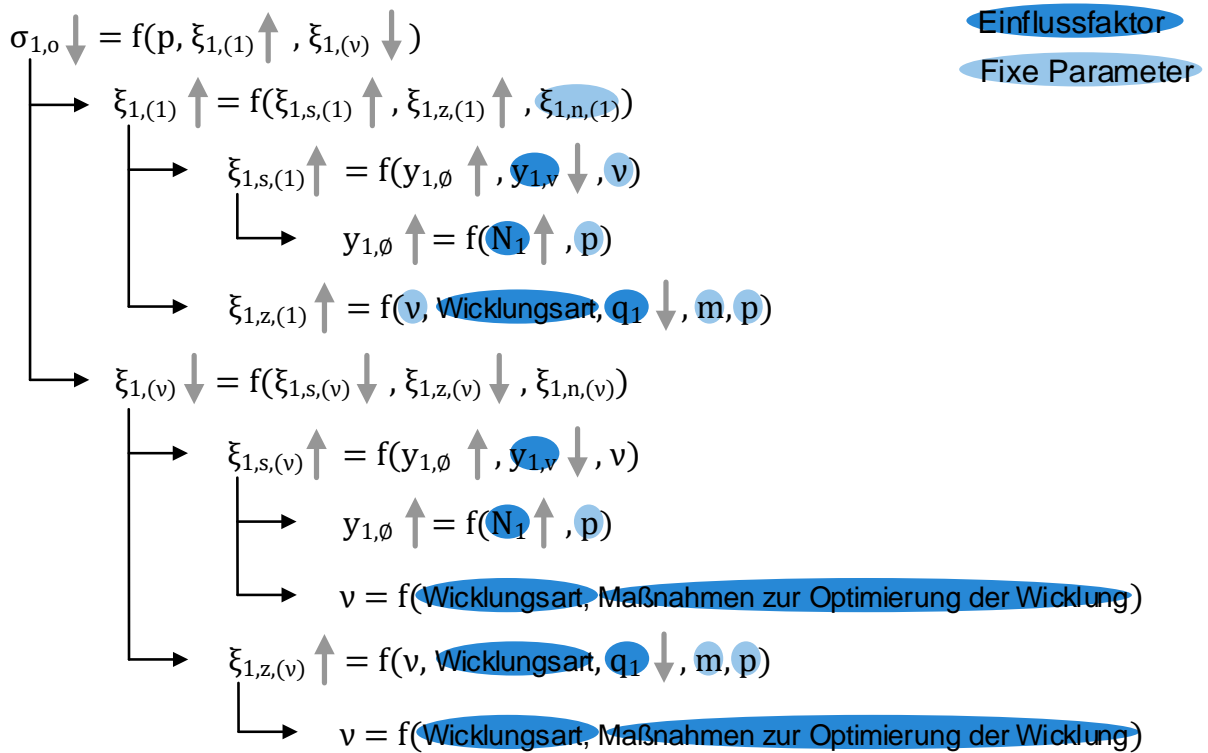 σ1,o ↓ = f(p, ξ1,(1) ↑ , ξ1,(ν) ↓ )
Einflussfaktor
Fixe Parameter
ξ1,(1) ↑ = f(ξ1,s,(1) ↑ , ξ1,z,(1) ↑ , ξ1,n,(1))
ξ1,s,(1) ↑ = f(y1,ø ↑ , y1,v ↓ , ν)
y1,ø ↑ = f(N1 ↑ , p)
ξ1,z,(1) ↑ = f(ν, Wicklungsart, q1 ↓ , m, p)
ξ1,(ν) ↓ = f(ξ1,s,(ν) ↓ , ξ1,z,(ν) ↓ , ξ1,n,(ν))
ξ1,s,(ν) ↑ = f(y1,ø ↑ , y1,v ↓ , ν)
y1,ø ↑ = f(N1 ↑ , p)
ν = f(Wicklungsart, Maßnahmen zur Optimierung der Wicklung)
ξ1,z,(ν) ↑ = f(ν, Wicklungsart, q1 ↓ , m, p)
ν = f(Wicklungsart, Maßnahmen zur Optimierung der Wicklung)